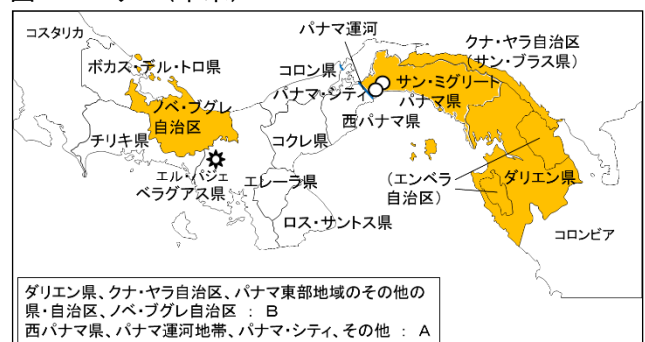 コスタリカ
パナマ運河
クナ・ヤラ自治区
(サン・ブラス県)
ボカス・デル・トロ県
コロン県
サン・ミグリート
パナマ・シティ
パナマ県
ノベ・ブグレ
自治区
西パナマ県
チリキ県
コクレ県
エル・パジェ
ベラグアス県
エレーラ県
(エンベラ
自治区)
ダリエン県
ロス・サントス県
コロンビア
ダリエン県、クナ・ヤラ自治区、パナマ東部地域のその他の
県・自治区、ノベ・ブグレ自治区 : B
西パナマ県、パナマ運河地帯、パナマ・シティ、その他 : A